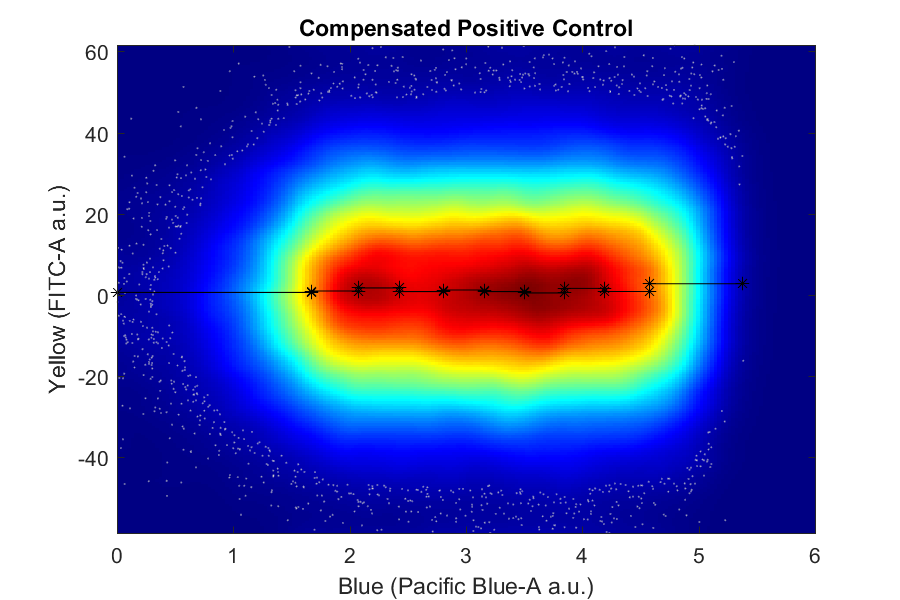 Compensated Positive Control
60
40
20
0
-20
-40
Yellow (FITC-A a.u.)
0 1 2 3 4 5 6
Blue (Pacific Blue-A a.u.)